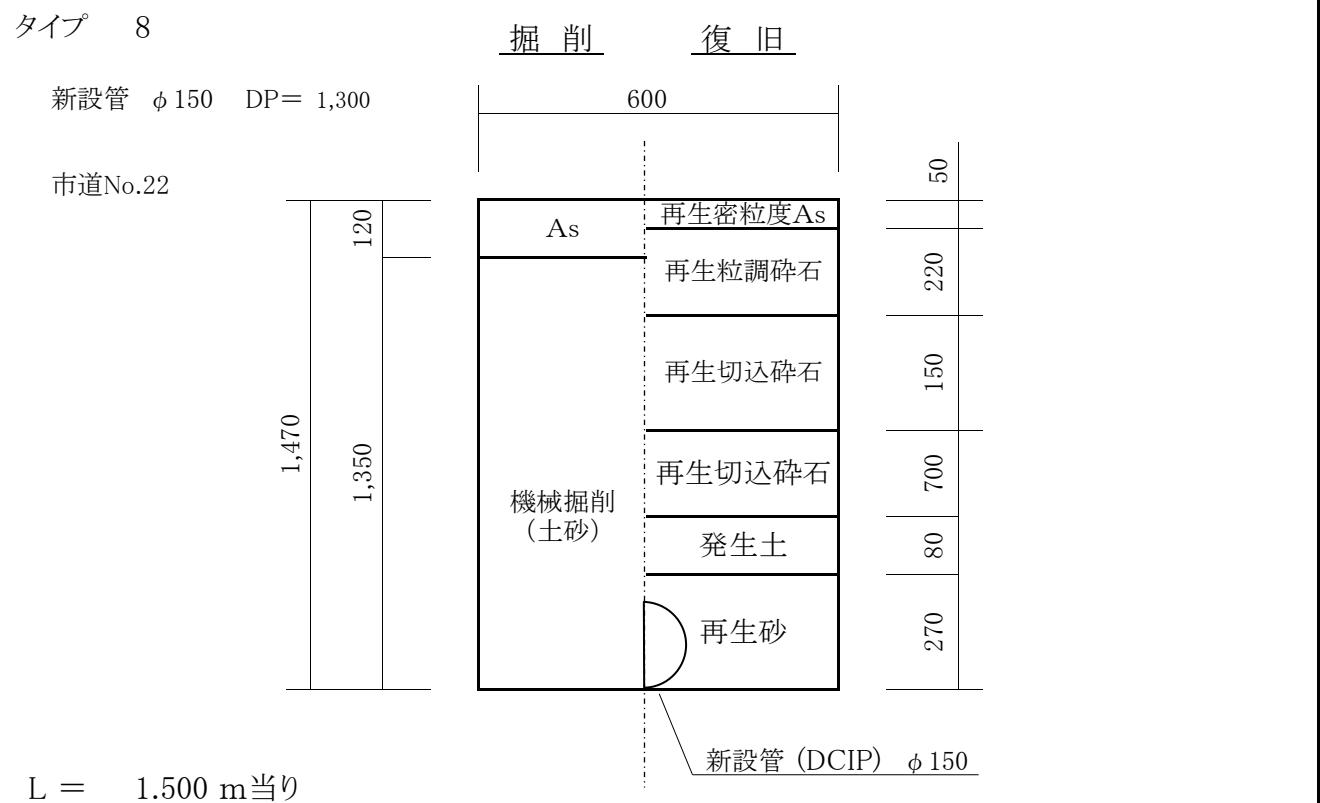 タイプ 8
掘 削 復 旧
新設管 φ150 DP= 1,300
600
市道No.22
50
120
As
再生密粒度As
再生粒調砕石
220
再生切込砕石
150
1,470
1,350
機械掘削
(土砂)
再生切込砕石
700
発生土
80
再生砂
270
新設管 (DCIP) φ150
L = 1.500 m当り